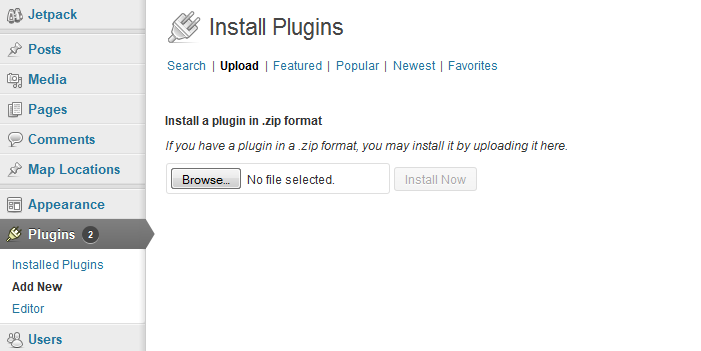 Jetpack
Posts
Media
Pages
Comments
Map Locations
Appearance
Plugins 2
Installed Plugins
Add New
Editor
Users
Install Plugins
Search | Upload | Featured | Popular | Newest | Favorites
Install a plugin in .zip format
If you have a plugin in a .zip format, you may install it by uploading it here.
Browse... No file selected. Install Now